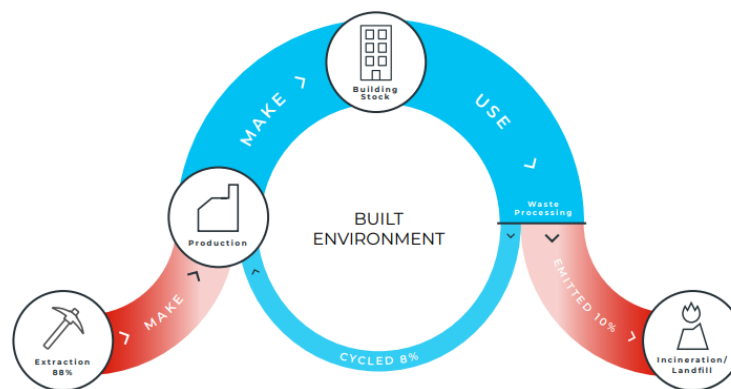 Building
Stock
MAKE
USE
Waste
Processing
Production
BUILT
ENVIRONMENT
MAKE
EMITTED 10%
CYCLED 8%
Extraction
88%
Incineration/
Landfill